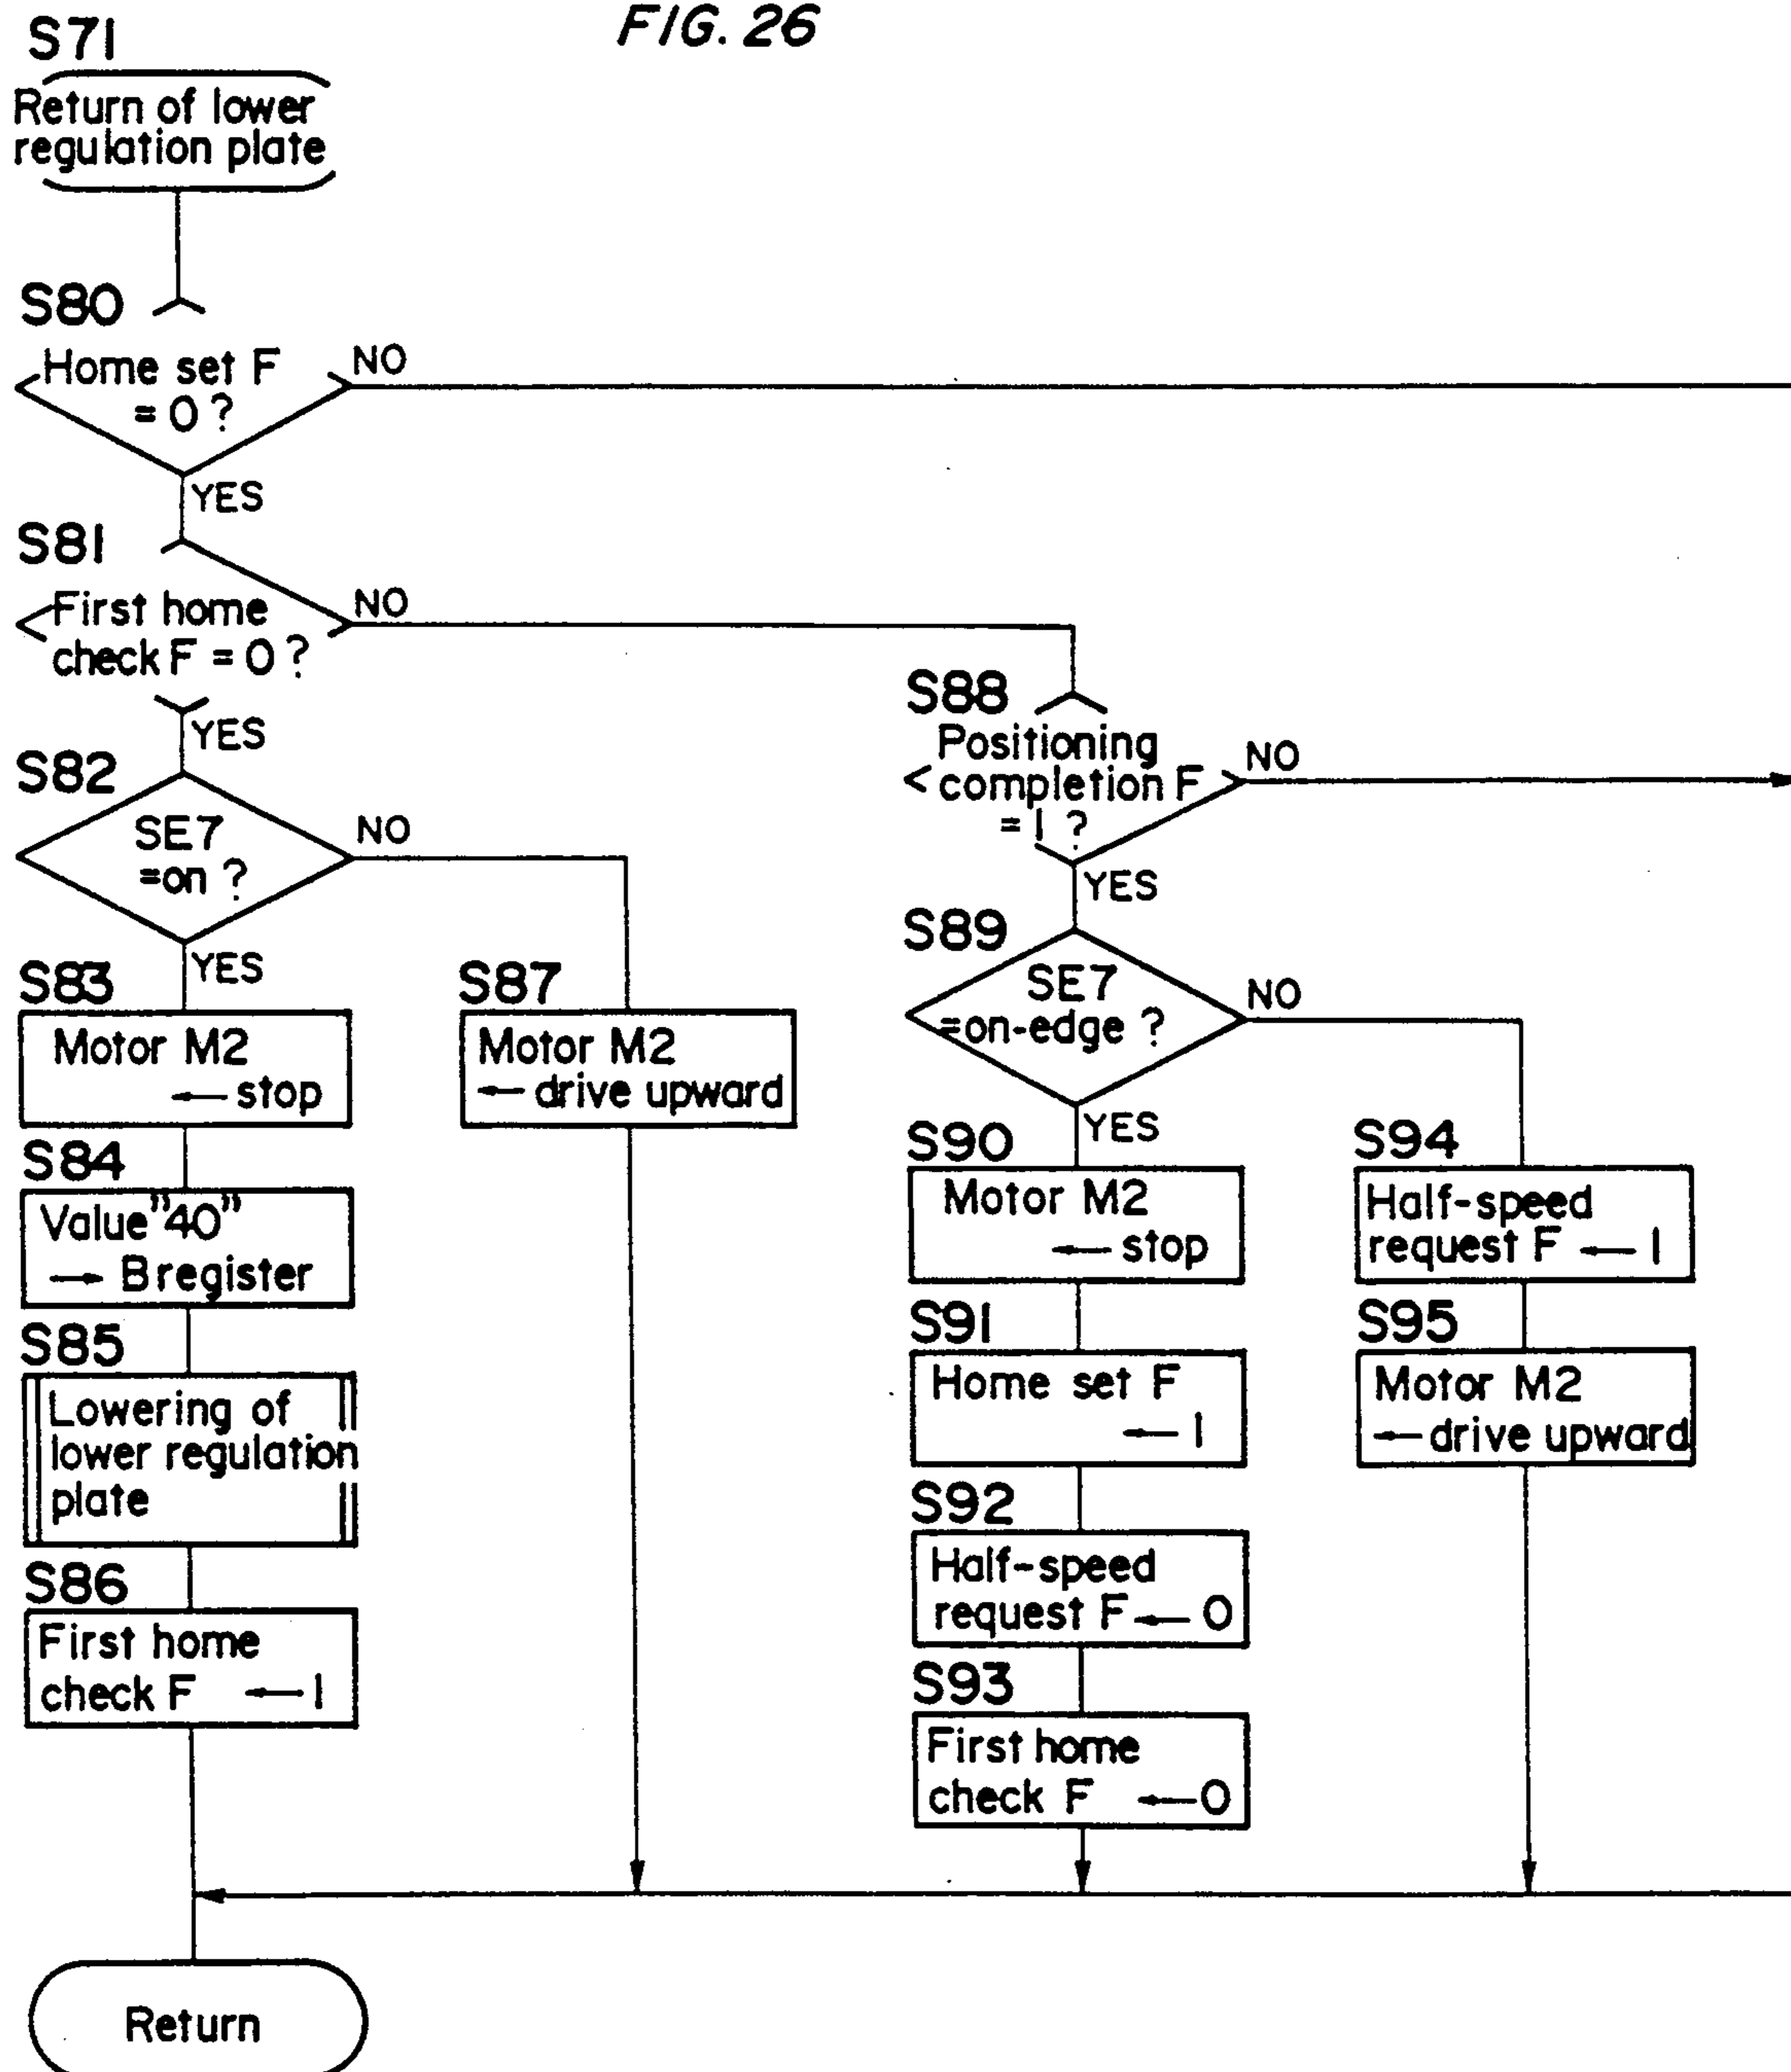 FIG. 26
S71
Return of lower
regulation plate
S80
Home set F
= 0 ?
NO
YES
S81
First home
check F = 0 ?
NO
YES
S82
SE7
=on ?
NO
YES
S83
Motor M2
← stop
S84
Value "40"
→ B register
S85
Lowering of
lower regulation
plate
S86
First home
check F ← 1
S87
Motor M2
← drive upward
S88
Positioning
completion F
= 1 ?
NO
YES
S89
SE7
=on-edge ?
NO
YES
S90
Motor M2
← stop
S91
Home set F
← 1
S92
Half-speed
request F ← 0
S93
First home
check F ← 0
S94
Half-speed
request F ← 1
S95
Motor M2
← drive upward
Return